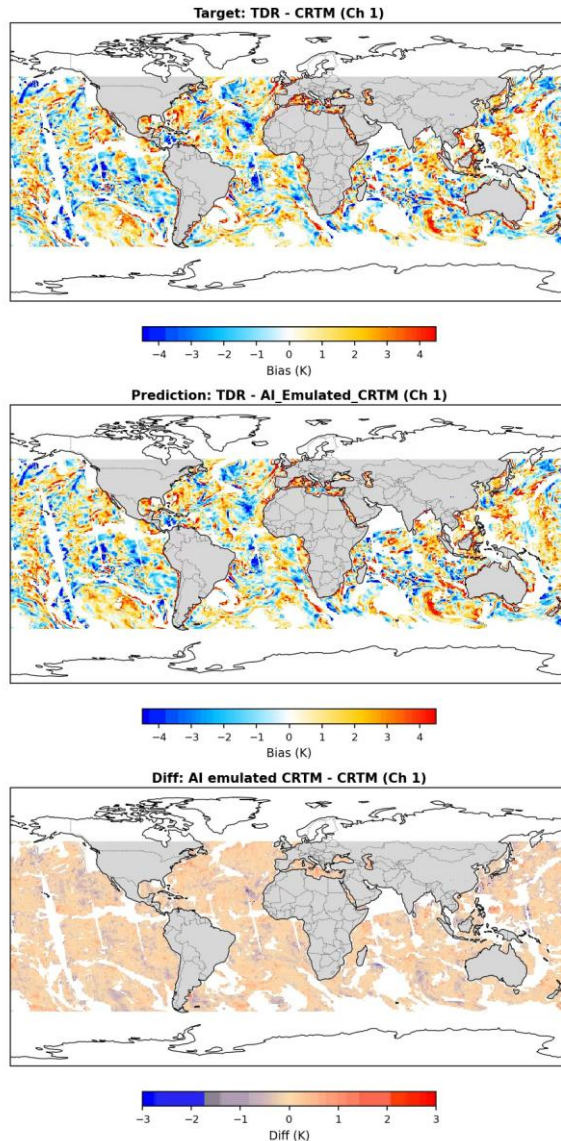 Target: TDR - CRTM (Ch 1)
−4 −3 −2 −1 0 1 2 3 4
Bias (K)
Prediction: TDR - AI_Emulated_CRTM (Ch 1)
−4 −3 −2 −1 0 1 2 3 4
Bias (K)
Diff: AI emulated CRTM - CRTM (Ch 1)
−3 −2 −1 0 1 2 3
Diff (K)